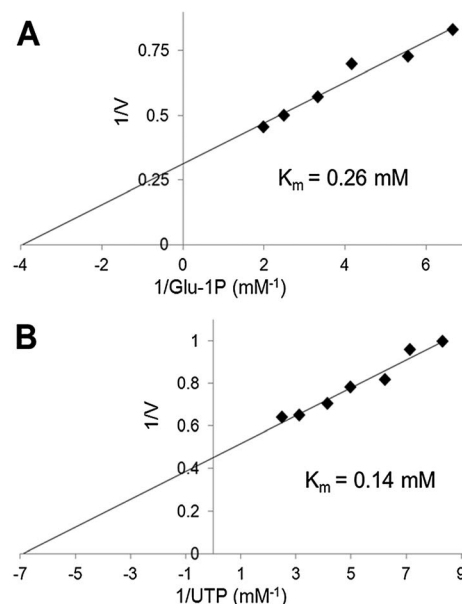 A
0.75
0.5
0.25
0
1/V
Km = 0.26 mM
-4 -2 0 2 4 6
1/Glu-1P (mM-1)
B
1
0.8
0.6
0.4
0.2
0
1/V
Km = 0.14 mM
-7 -5 -3 -1 1 3 5 7 9
1/UTP (mM-1)